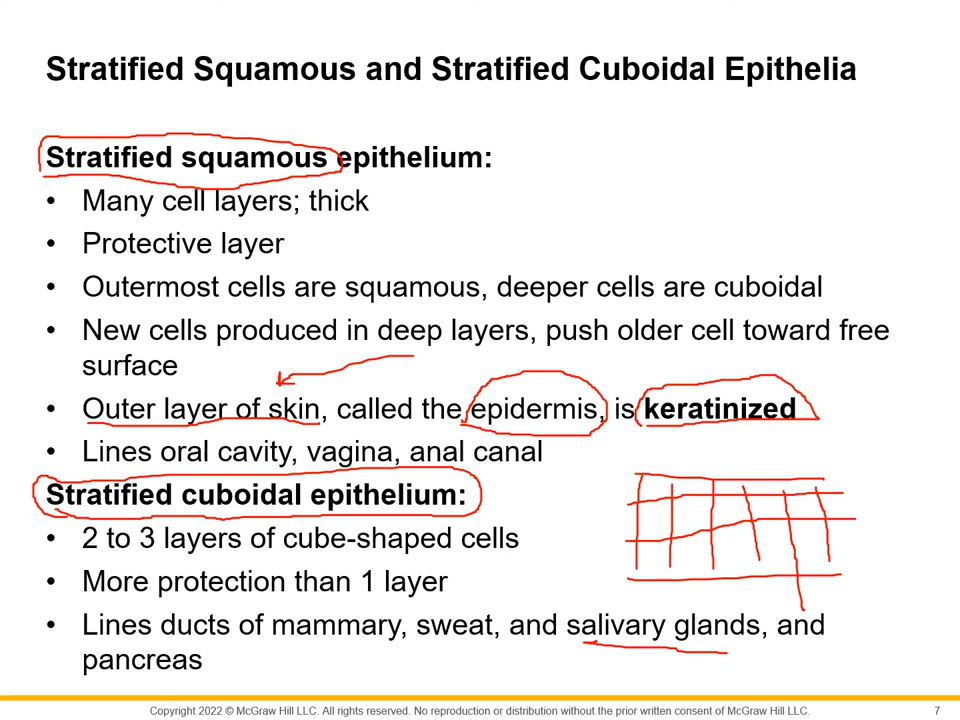 Stratified Squamous and Stratified Cuboidal Epithelia
Stratified squamous epithelium:
• Many cell layers; thick
• Protective layer
• Outermost cells are squamous, deeper cells are cuboidal
• New cells produced in deep layers, push older cell toward free
surface
• Outer layer of skin, called the epidermis, is keratinized
• Lines oral cavity, vagina, anal canal
Stratified cuboidal epithelium:
• 2 to 3 layers of cube-shaped cells
• More protection than 1 layer
• Lines ducts of mammary, sweat, and salivary glands, and
pancreas
Copyright 2022 © McGraw Hill LLC. All rights reserved. No reproduction or distribution without the prior written consent of McGraw Hill LLC. 7